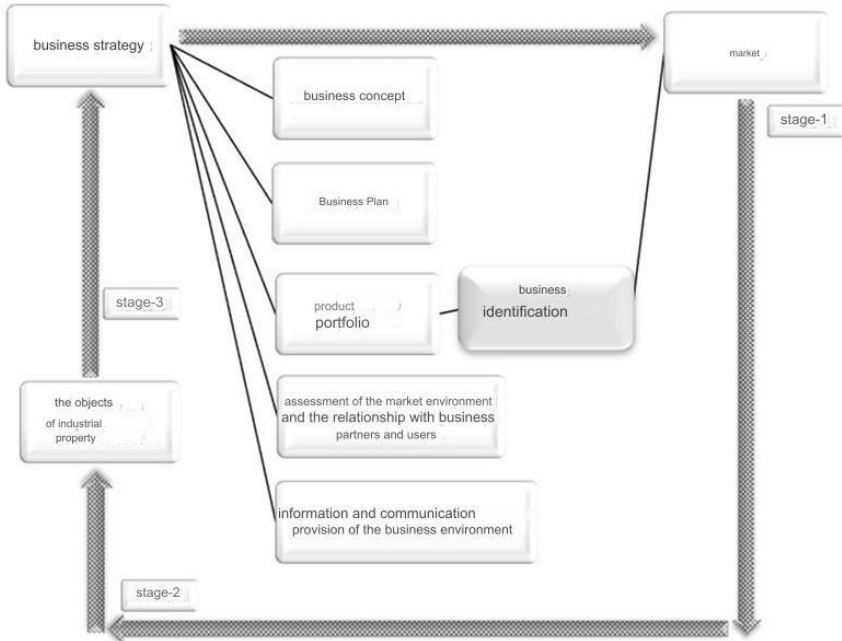 business strategy
market
stage-1
business concept
Business Plan
product
portfolio
business
identification
stage-3
the objects
of industrial
property
assessment of the market environment
and the relationship with business
partners and users
information and communication
provision of the business environment
stage-2